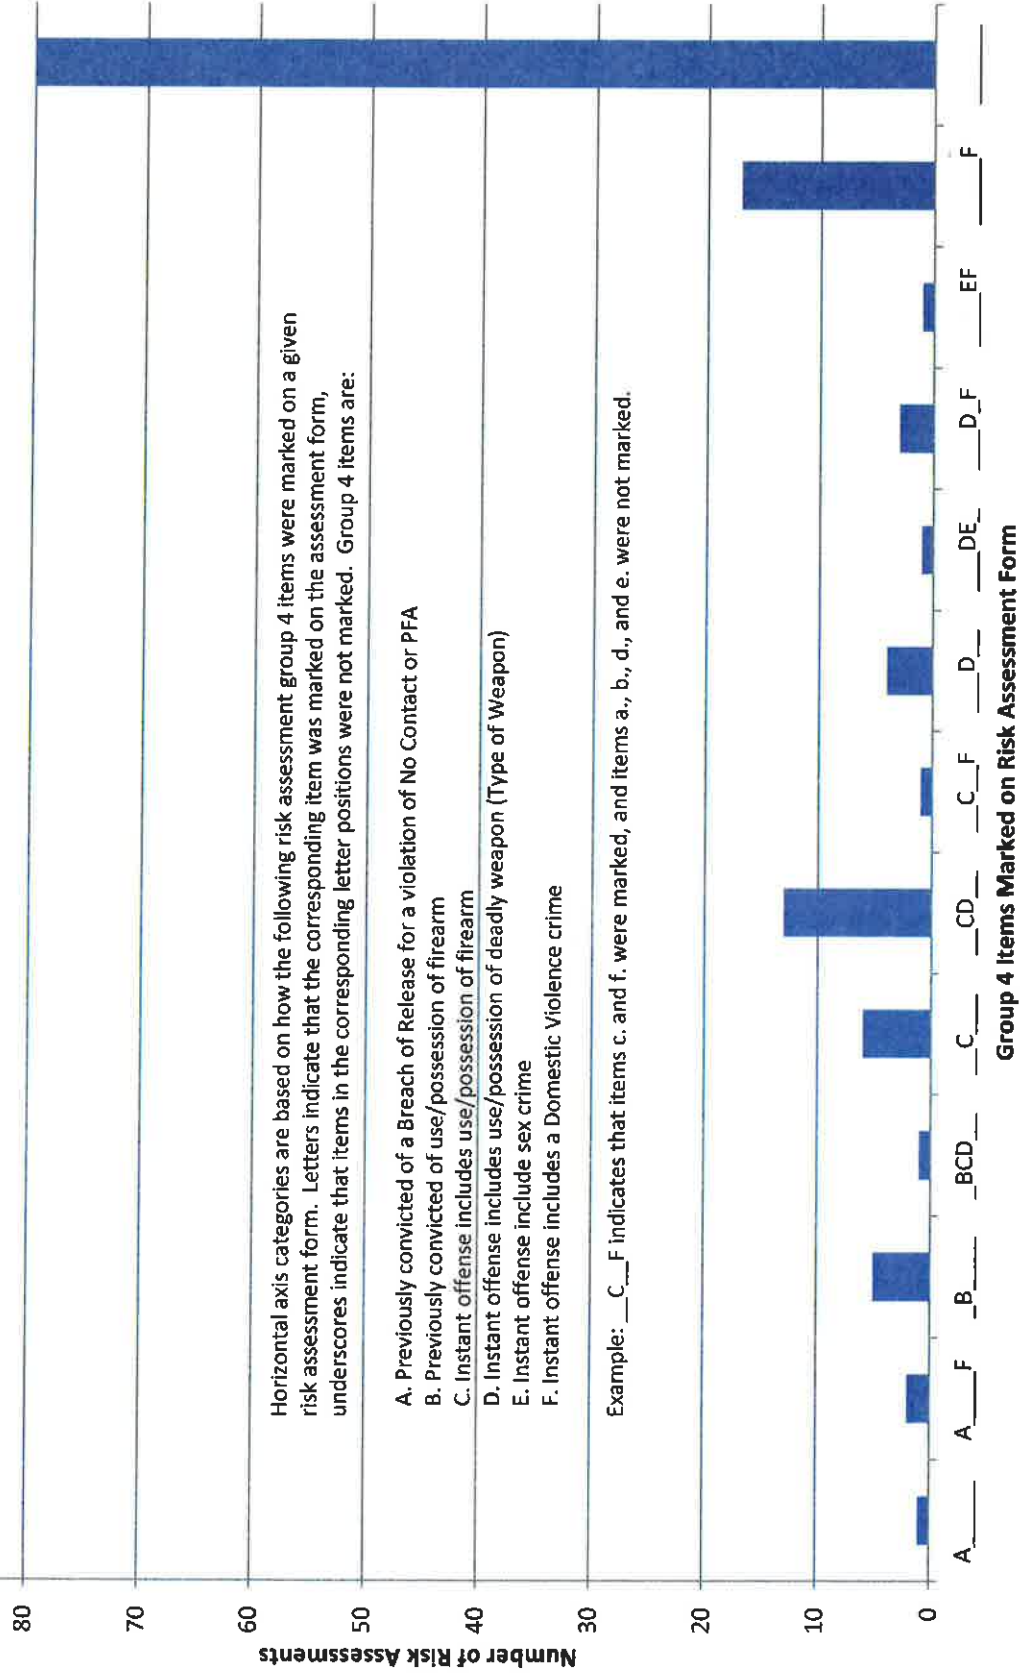 Number of Risk Assessments
80
70
60
50
40
30
20
10
0
Horizontal axis categories are based on how the following risk assessment group 4 items were marked on a given
risk assessment form. Letters indicate that the corresponding item was marked on the assessment form,
underscores indicate that items in the corresponding letter positions were not marked. Group 4 items are:
A. Previously convicted of a Breach of Release for a violation of No Contact or PFA
B. Previously convicted of use/possession of firearm
C. Instant offense includes use/possession of firearm
D. Instant offense includes use/possession of deadly weapon (Type of Weapon)
E. Instant offense include sex crime
F. Instant offense includes a Domestic Violence crime
Example: __C__F indicates that items c. and f. were marked, and items a., b., d., and e. were not marked.
A_____
A____F
_B____
_BCD__
__C___
__CD__
__C__F
___D__
___DE_
___D_F
____EF
_____F
______
Group 4 Items Marked on Risk Assessment Form